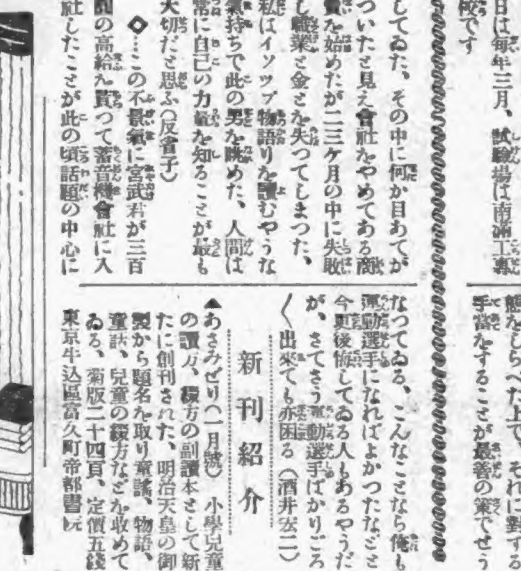 日は每年三月、試驗場は南滿工專
校です
態をしらべた上で、それに對する
手當をすることが最善の策でせう
してゐた、その中に何か目あてが
ついたと見え會社をやめてある商
賣を始めたが二三ケ月の中に失敗
し職業と金とを失つてしまつた、
私はイソツプ物語りを讀むやうな
氣持ちで此の男を眺めた、人間は
常に自己の力量を知ることが最も
大切だと思ふ(反省子)
◇…この不景氣に宮武君が三百
圓の高給を貰つて蓄音機會社に入
社したことが此の頃話題の中心に
なつてゐる、こんなことなら俺も
運動選手になればよかつたなどと
今更後悔してゐる人もあるやうだ
が、さてさう運動選手ばかりごろ
〱出來ても亦困る(酒井玄二)
新刊紹介
▲あさみどり(一月號) 小學兒童
の讀方、綴方の副讀本として新
たに創刊された、明治天皇の御
製から題名を取り童謠、物語、
童話、兒童の綴方などを收めて
ゐる、菊版二十四頁、定價五錢
東京牛込區富久町帝都書院